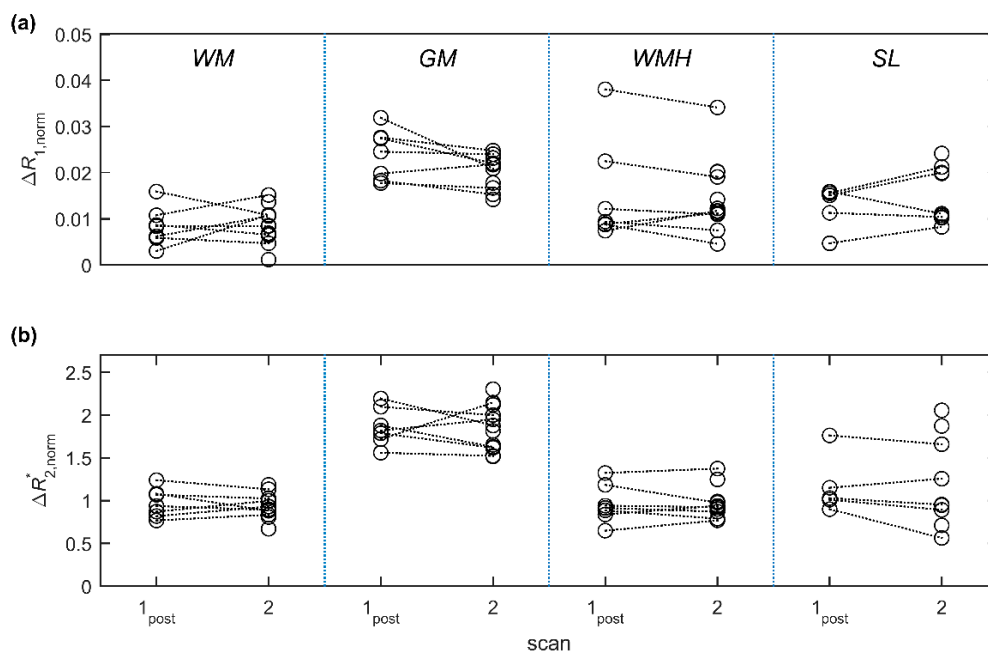 (a)
WM GM WMH SL
0.05
0.04
0.03
0.02
0.01
0
ΔR1,norm
(b)
2.5
2
1.5
1
0.5
0
ΔR*2,norm
1post 2 1post 2 1post 2 1post 2
scan